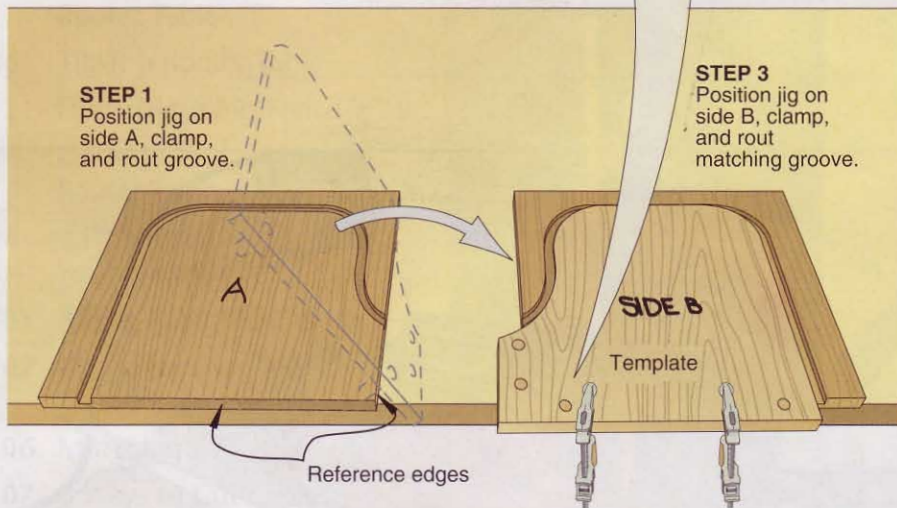 STEP 1
Position jig on
side A, clamp,
and rout groove.
STEP 3
Position jig on
side B, clamp,
and rout
matching groove.
A
SIDE B
Template
Reference edges